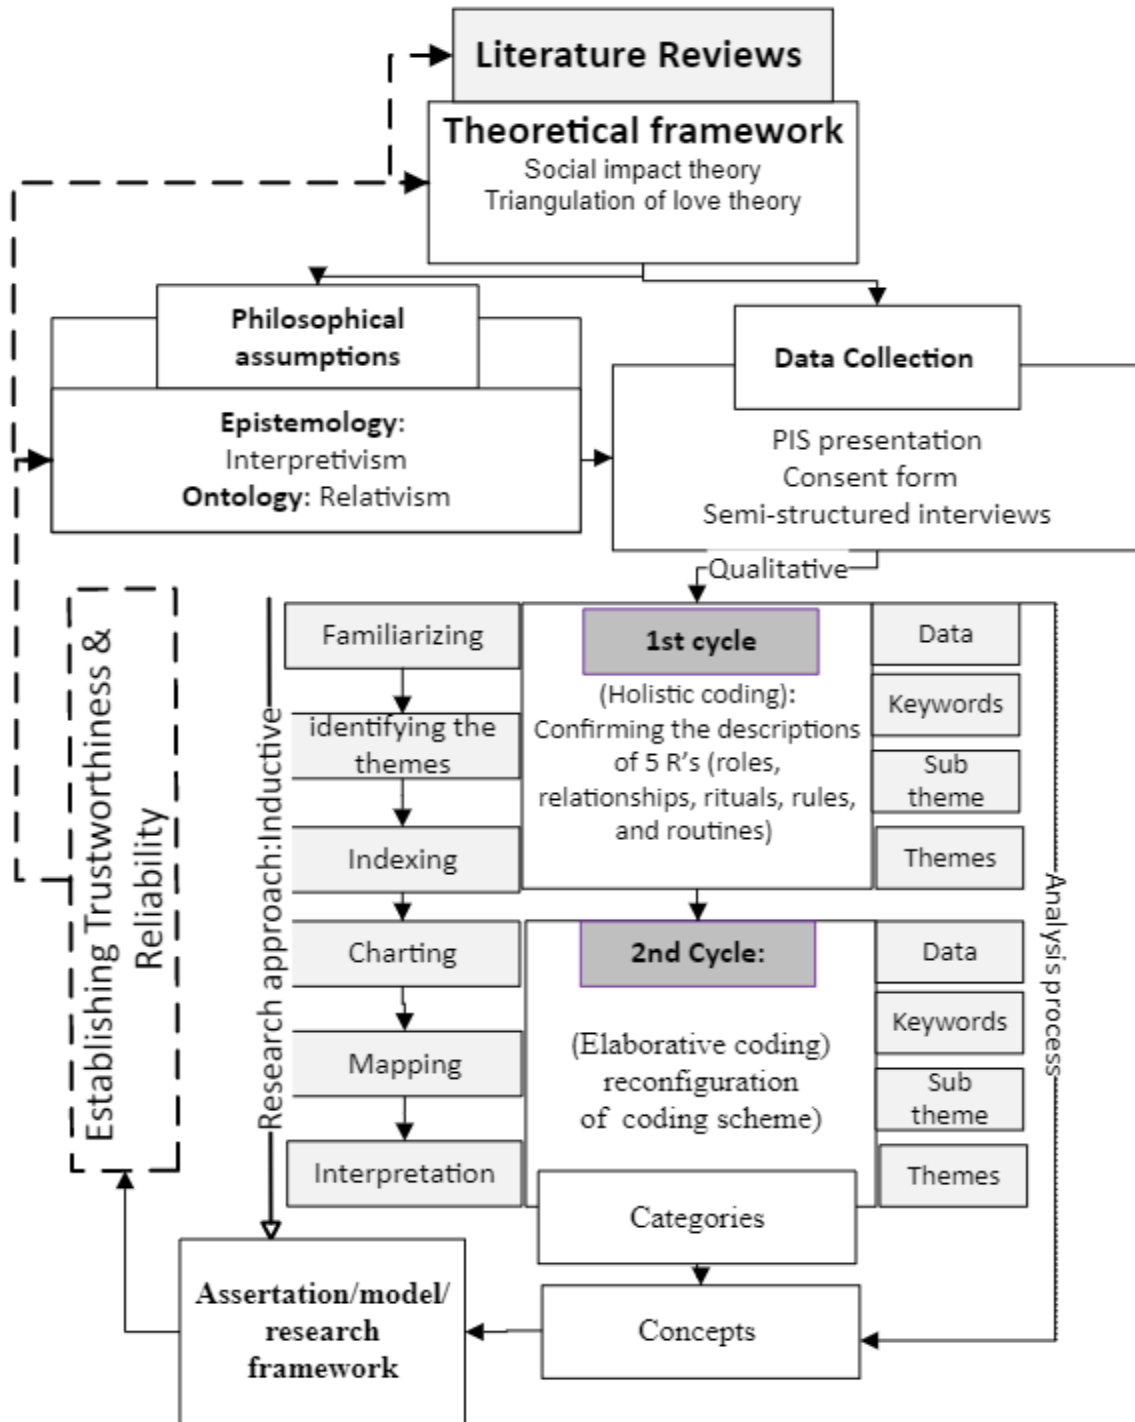 Literature Reviews
Theoretical framework
Social impact theory
Triangulation of love theory
Philosophical
assumptions
Epistemology:
Interpretivism
Ontology: Relativism
Data Collection
PIS presentation
Consent form
Semi-structured interviews
Qualitative
Establishing Trustworthiness &
Reliability
Research approach:Inductive
Familiarizing
identifying the
themes
Indexing
Charting
Mapping
Interpretation
1st cycle
(Holistic coding):
Confirming the descriptions
of 5 R's (roles,
relationships, rituals, rules,
and routines)
Data
Keywords
Sub
theme
Themes
2nd Cycle:
(Elaborative coding)
reconfiguration
of coding scheme)
Data
Keywords
Sub
theme
Themes
Analysis process
Categories
Concepts
Assertation/model/
research
framework